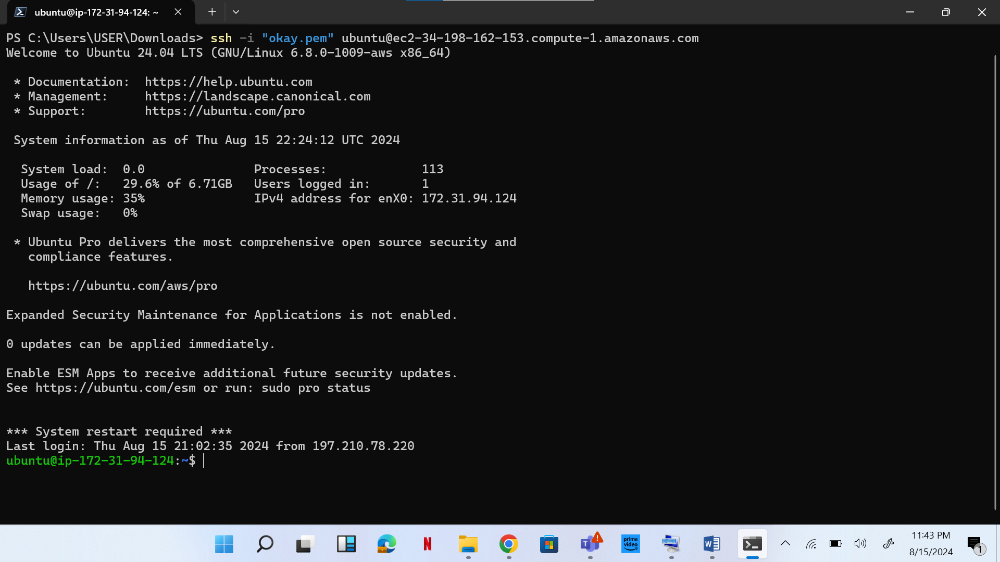 ubuntu@ip-172-31-94-124: ~
PS C:\Users\USER\Downloads> ssh -i "okay.pem" ubuntu@ec2-34-198-162-153.compute-1.amazonaws.com
Welcome to Ubuntu 24.04 LTS (GNU/Linux 6.8.0-1009-aws x86_64)
* Documentation:  https://help.ubuntu.com
* Management:     https://landscape.canonical.com
* Support:        https://ubuntu.com/pro
System information as of Thu Aug 15 22:24:12 UTC 2024
System load:  0.0               Processes:             113
Usage of /:   29.6% of 6.71GB   Users logged in:       1
Memory usage: 35%               IPv4 address for enX0: 172.31.94.124
Swap usage:   0%
* Ubuntu Pro delivers the most comprehensive open source security and
compliance features.
https://ubuntu.com/aws/pro
Expanded Security Maintenance for Applications is not enabled.
0 updates can be applied immediately.
Enable ESM Apps to receive additional future security updates.
See https://ubuntu.com/esm or run: sudo pro status
*** System restart required ***
Last login: Thu Aug 15 21:02:35 2024 from 197.210.78.220
ubuntu@ip-172-31-94-124:~$
N
T
prime
video
W
11:43 PM
8/15/2024
1